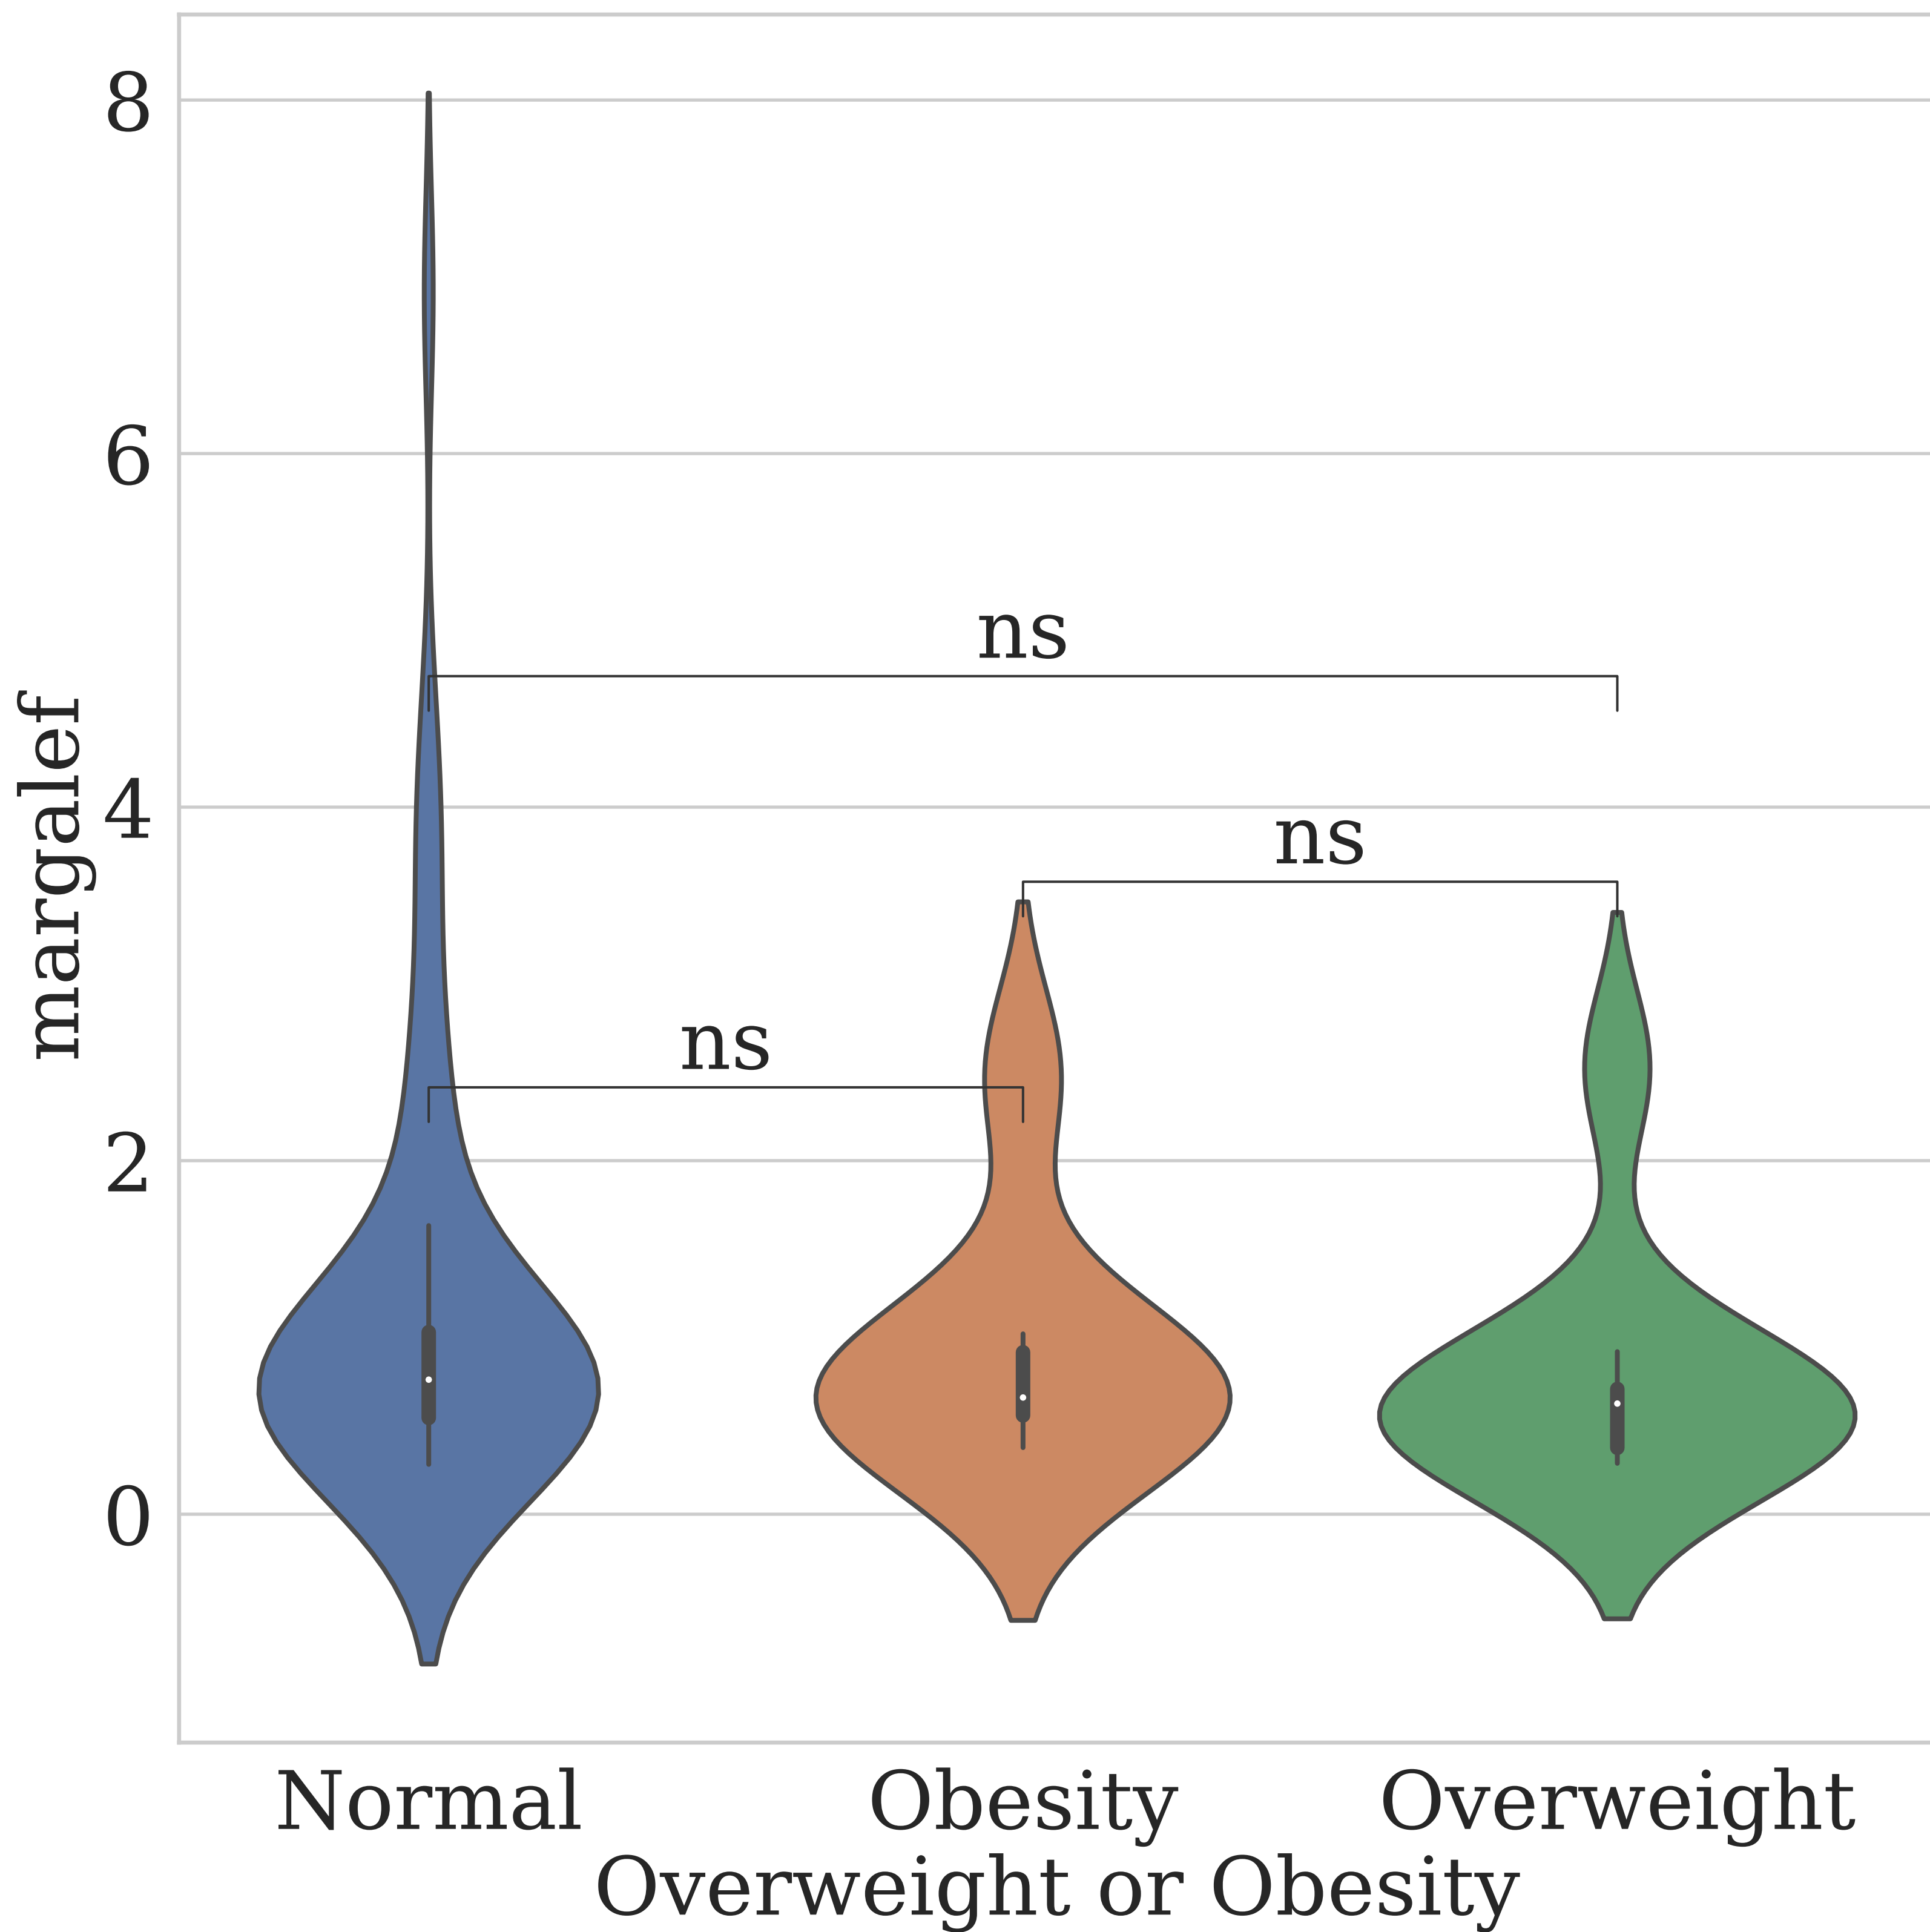 8
6
4
2
0
margalef
ns
ns
ns
Normal Obesity Overweight
Overweight or Obesity